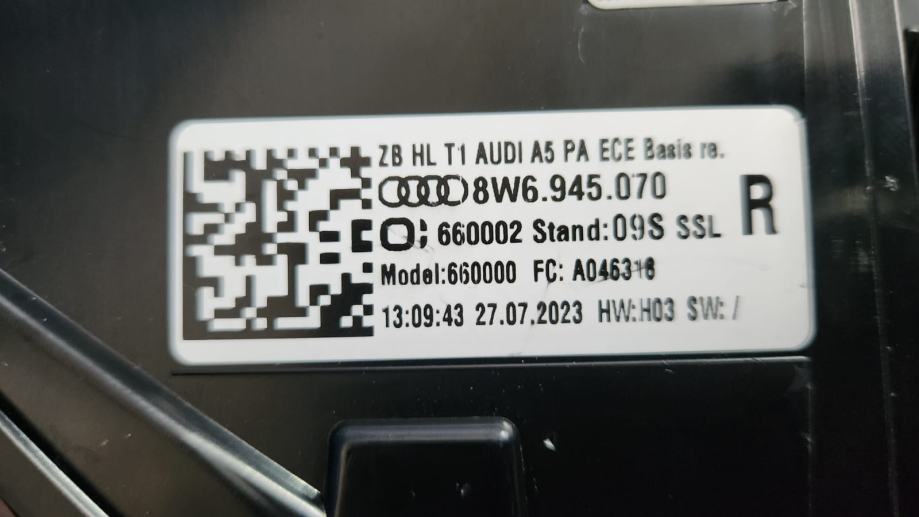 ZB HL T1 AUDI A5 PA ECE Basis re.
8W6.945.070 R
660002 Stand:09S SSL
Model:660000 FC: A046318
13:09:43 27.07.2023 HW:H03 SW: /